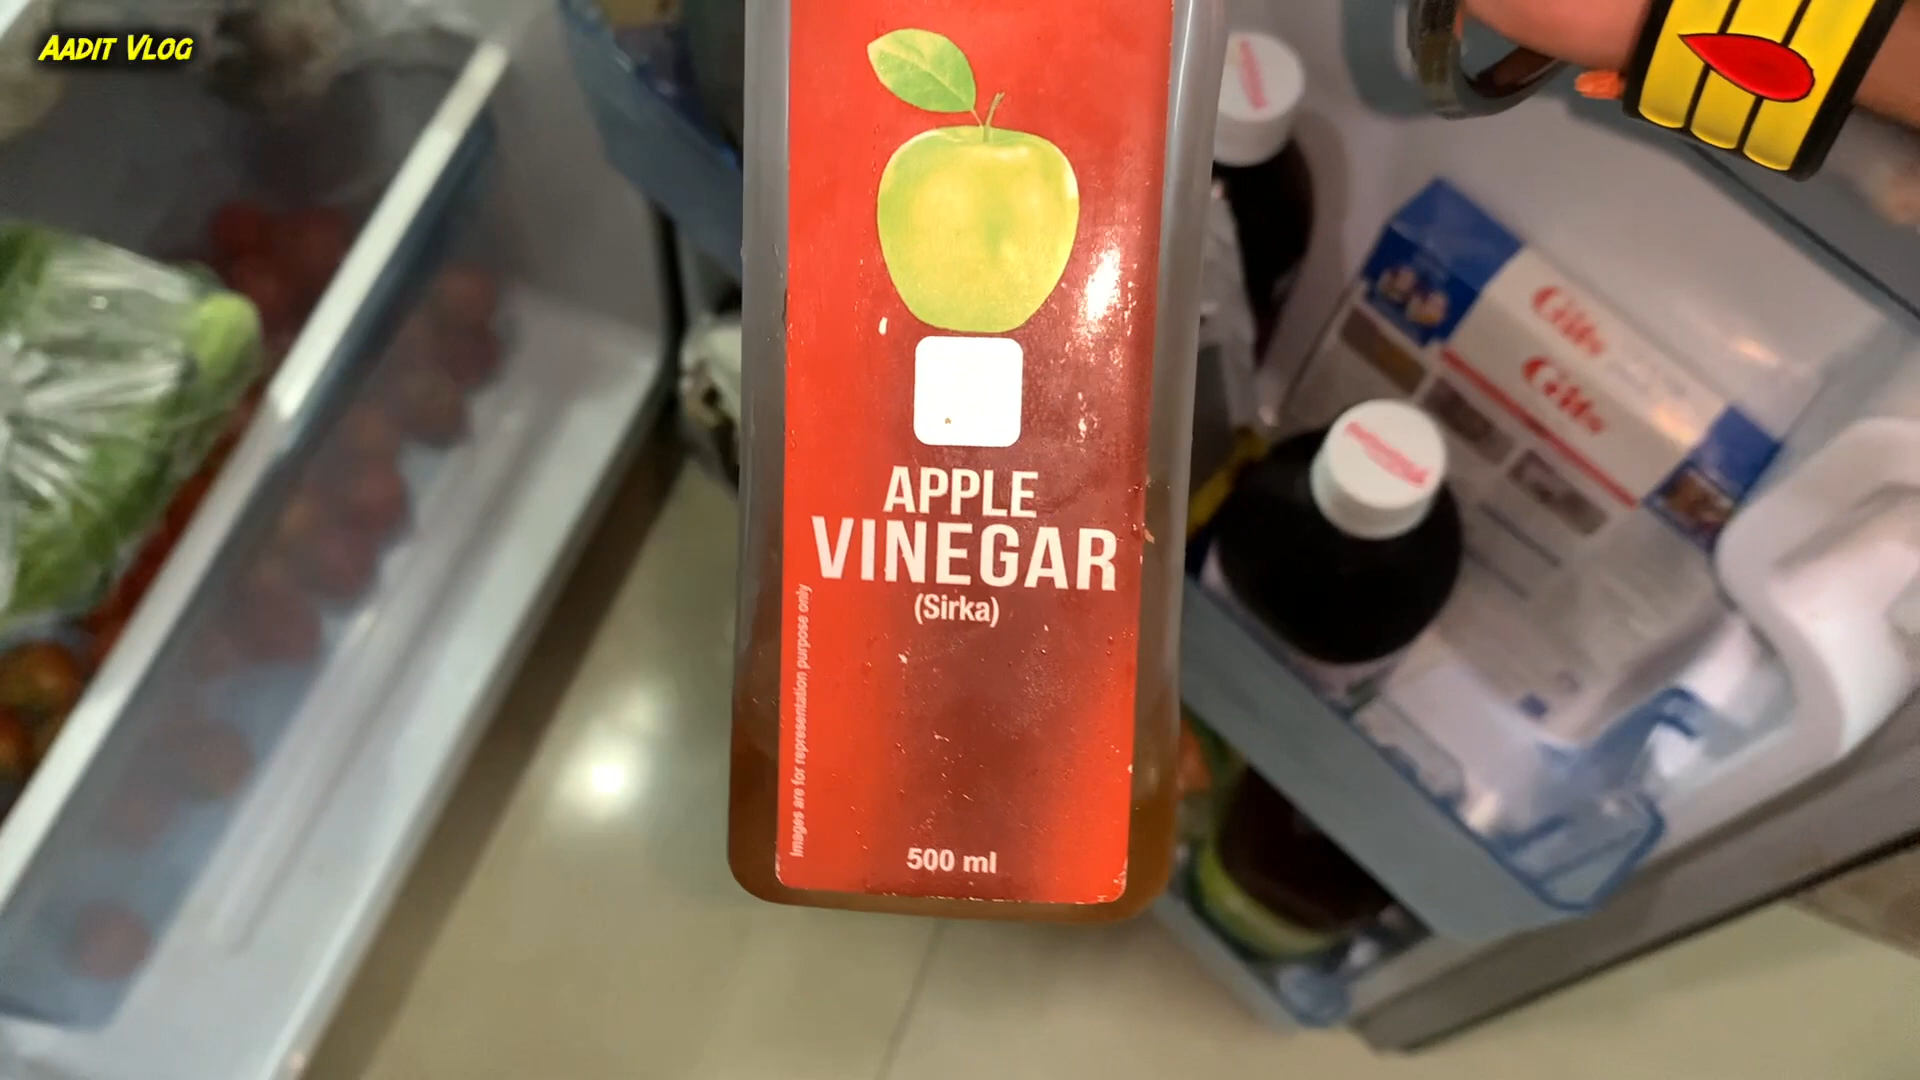 AADIT VLOG
APPLE
VINEGAR
(Sirka)
Images are for representation purpose only
500 ml